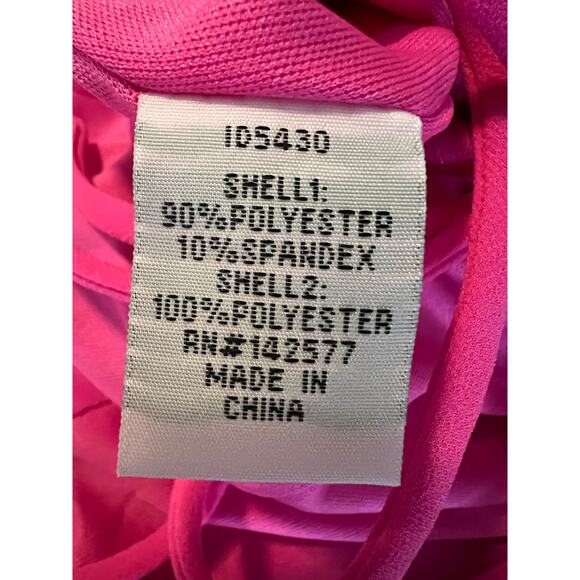 ID5430
SHELL1:
90%POLYESTER
10%SPANDEX
SHELL2:
100%POLYESTER
RN#142577
MADE IN
CHINA